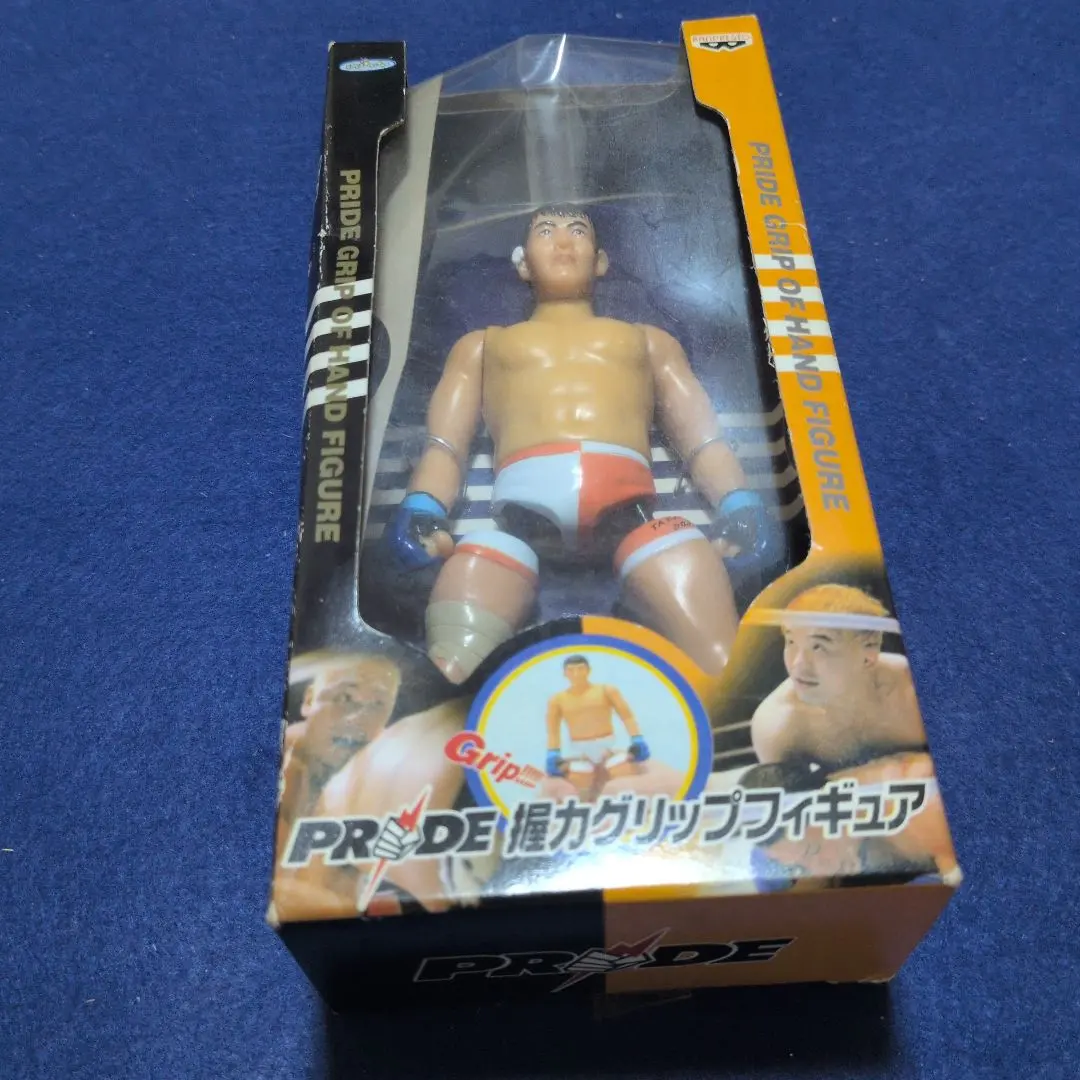 BANPRESTO
PRIDE GRIP OF HAND FIGURE
PRIDE GRIP OF HAND FIGURE
Grip!!!
PRIDE 握力グリップフィギュア
PRIDE